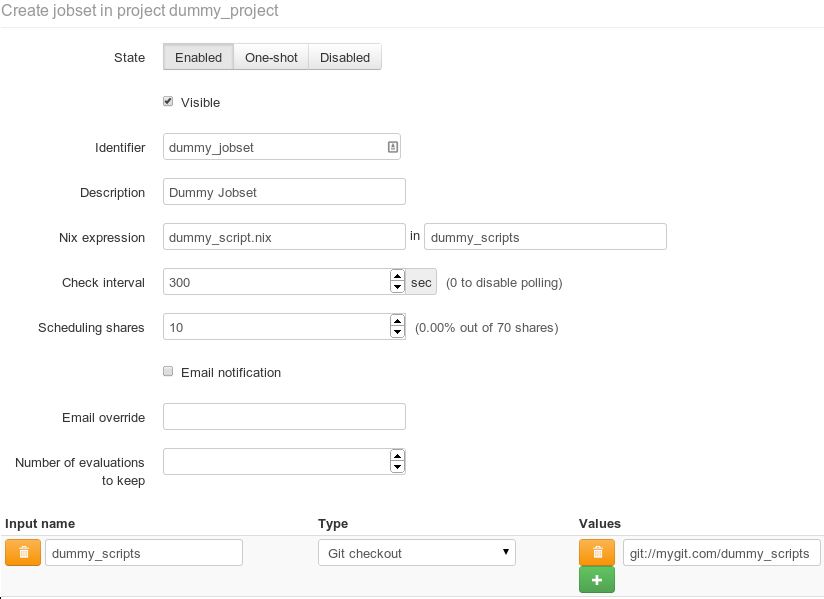 Create jobset in project dummy_project
State Enabled One-shot Disabled
Visible
Identifier dummy_jobset
Description Dummy Jobset
Nix expression dummy_script.nix in dummy_scripts
Check interval 300 sec (0 to disable polling)
Scheduling shares 10 (0.00% out of 70 shares)
Email notification
Email override
Number of evaluations
to keep
Input name Type Values
dummy_scripts Git checkout git://mygit.com/dummy_scripts